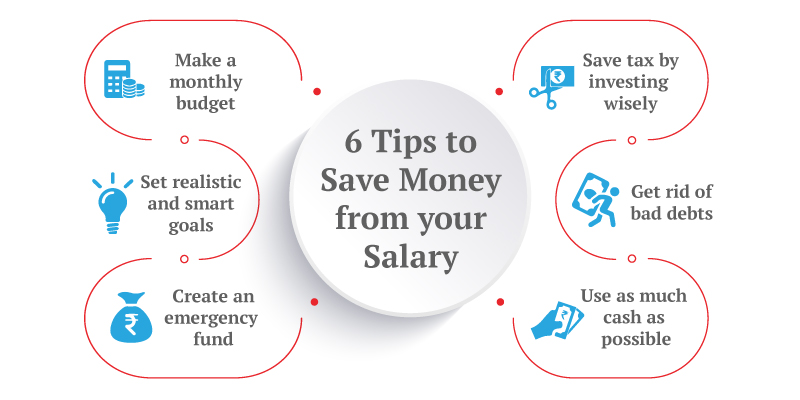 6 Tips to
Save Money
from your
Salary
Make a
monthly
budget
Set realistic
and smart
goals
Create an
emergency
fund
Save tax by
investing
wisely
Get rid of
bad debts
Use as much
cash as
possible